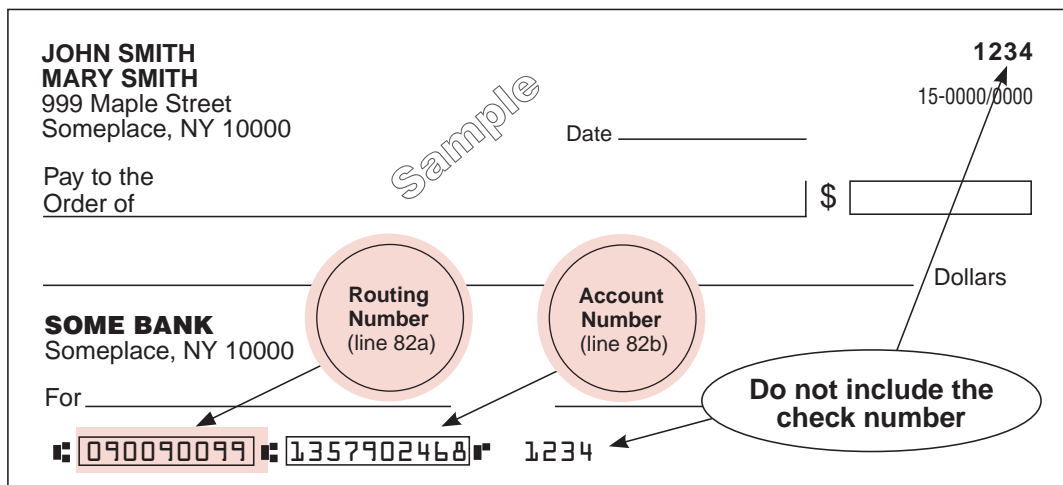 JOHN SMITH
MARY SMITH
999 Maple Street
Someplace, NY 10000
Sample
1234
15-0000/0000
Date
Pay to the
Order of
$
Dollars
Routing
Number
(line 82a)
Account
Number
(line 82b)
SOME BANK
Someplace, NY 10000
Do not include the
check number
For
090090099 1357902468 1234